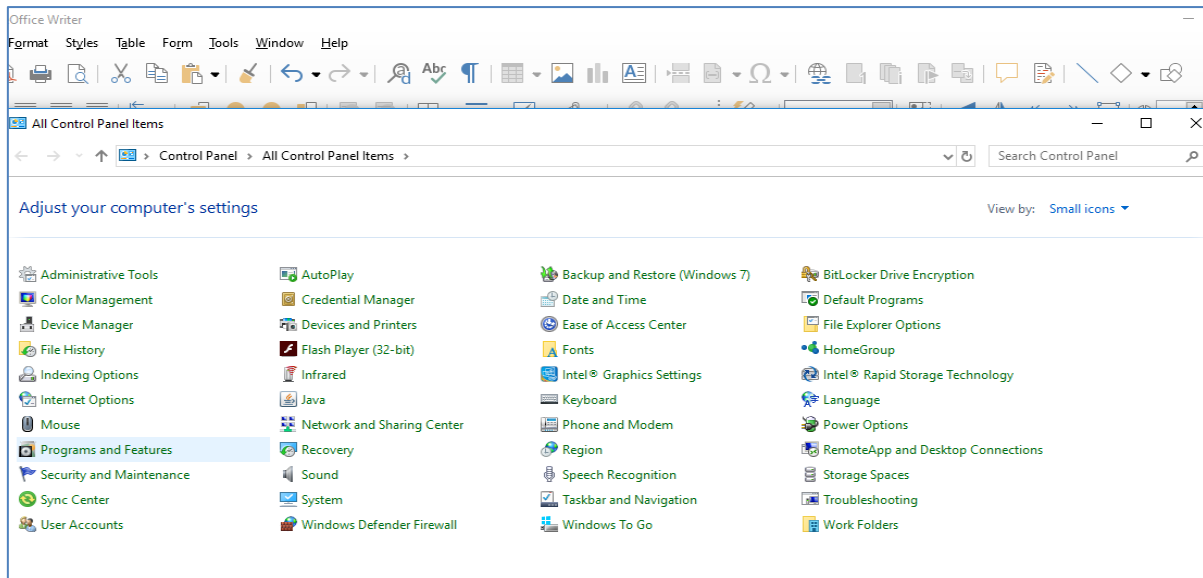 Office Writer
Format Styles Table Form Tools Window Help
Abc
All Control Panel Items
Control Panel > All Control Panel Items > Search Control Panel
Adjust your computer's settings View by: Small icons
Administrative Tools AutoPlay Backup and Restore (Windows 7) BitLocker Drive Encryption
Color Management Credential Manager Date and Time Default Programs
Device Manager Devices and Printers Ease of Access Center File Explorer Options
File History Flash Player (32-bit) Fonts HomeGroup
Indexing Options Infrared Intel® Graphics Settings Intel® Rapid Storage Technology
Internet Options Java Keyboard Language
Mouse Network and Sharing Center Phone and Modem Power Options
Programs and Features Recovery Region RemoteApp and Desktop Connections
Security and Maintenance Sound Speech Recognition Storage Spaces
Sync Center System Taskbar and Navigation Troubleshooting
User Accounts Windows Defender Firewall Windows To Go Work Folders